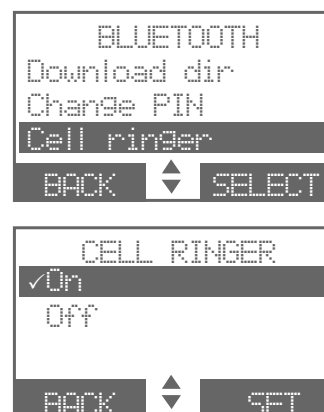 BLUETOOTH
Download dir
Change PIN
Cell ringer
BACK SELECT
CELL RINGER
✓On
Off
BACK SET